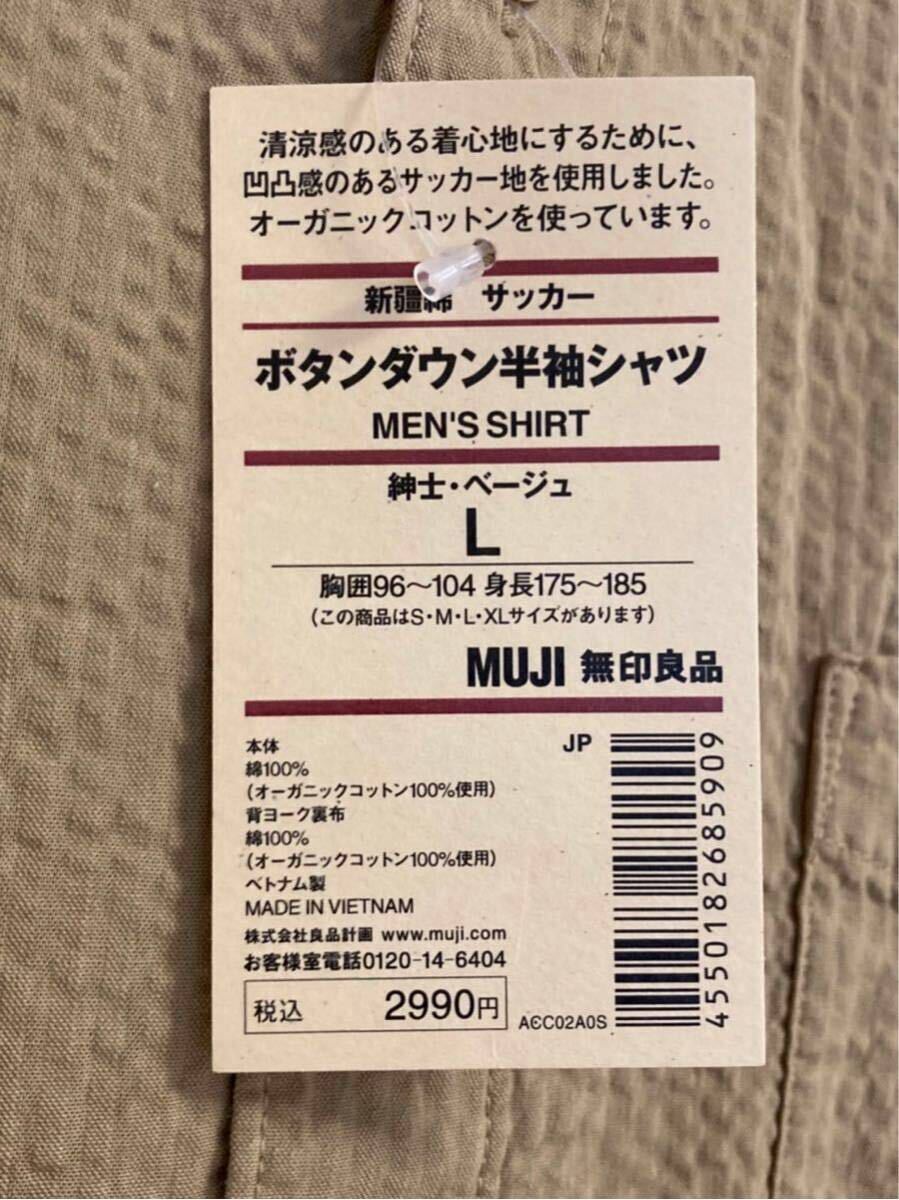 清涼感のある着心地にするために、
凹凸感のあるサッカー地を使用しました。
オーガニックコットンを使っています。
新疆綿 サッカー
ボタンダウン半袖シャツ
MEN'S SHIRT
紳士・ベージュ
L
胸囲96〜104 身長175〜185
(この商品はS・M・L・XLサイズがあります)
MUJI 無印良品
JP
本体
綿100%
(オーガニックコットン100%使用)
背ヨーク裏布
綿100%
(オーガニックコットン100%使用)
ベトナム製
MADE IN VIETNAM
株式会社良品計画 www.muji.com
お客様室電話0120-14-6404
税込 2990円
ACC02A0S
4550182685909